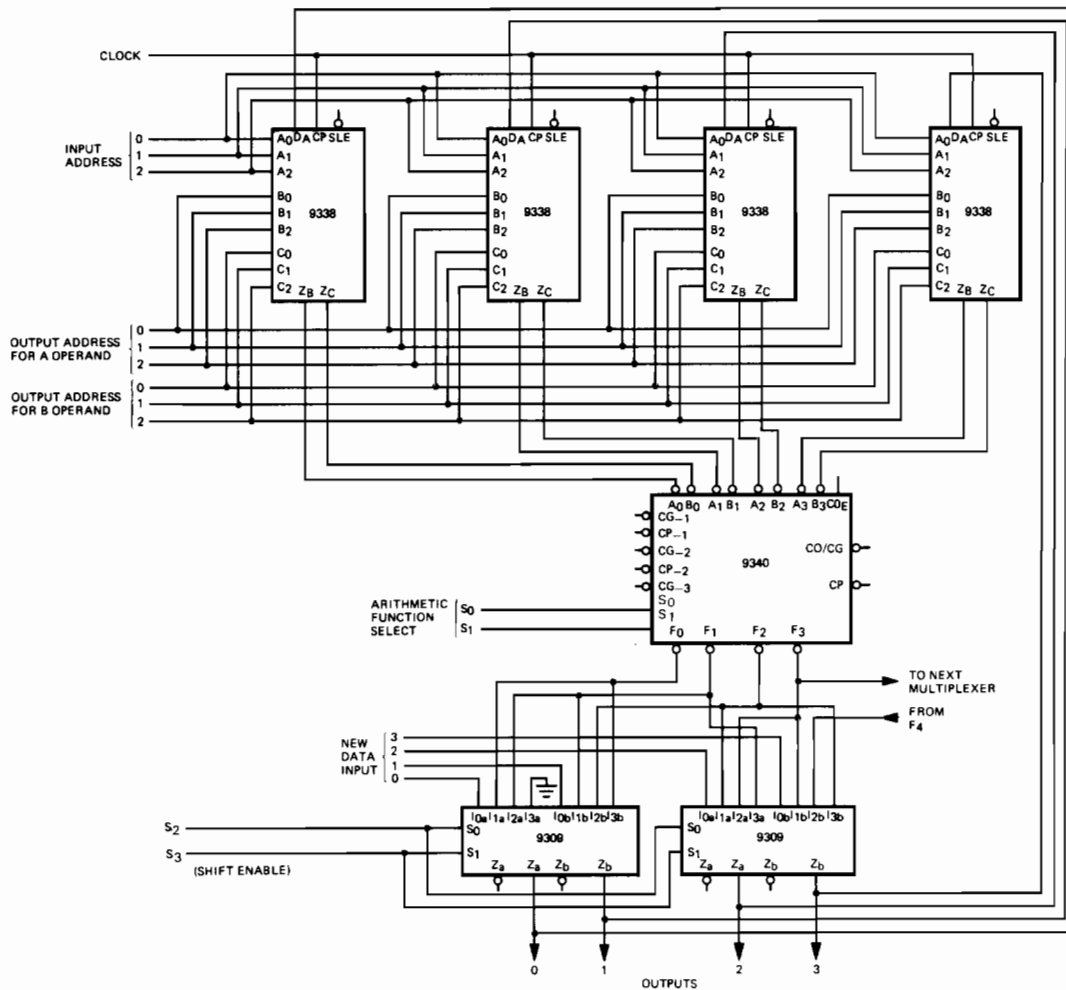 CLOCK
INPUT ADDRESS
0
1
2
A0 DA CP SLE
A1
A2
B0
B1
B2
9338
C0
C1
C2
ZB ZC
A0 DA CP SLE
A1
A2
B0
B1
B2
9338
C0
C1
C2
ZB ZC
A0 DA CP SLE
A1
A2
B0
B1
B2
9338
C0
C1
C2
ZB ZC
A0 DA CP SLE
A1
A2
B0
B1
B2
9338
C0
C1
C2
ZB ZC
OUTPUT ADDRESS FOR A OPERAND
0
1
2
OUTPUT ADDRESS FOR B OPERAND
0
1
2
A0 B0 A1 B1 A2 B2 A3 B3 COE
CG-1
CP-1
CG-2
CP-2
CG-3
S0
S1
9340
CO/CG
CP
F0 F1 F2 F3
ARITHMETIC FUNCTION SELECT
S0
S1
TO NEXT MULTIPLEXER
FROM F4
NEW DATA INPUT
3
2
1
0
S2
S3
(SHIFT ENABLE)
I0a I1a I2a I3a I0b I1b I2b I3b
S0
S1
9309
Za Za Zb Zb
I0a I1a I2a I3a I0b I1b I2b I3b
S0
S1
9309
Za Za Zb Zb
0 1 2 3
OUTPUTS